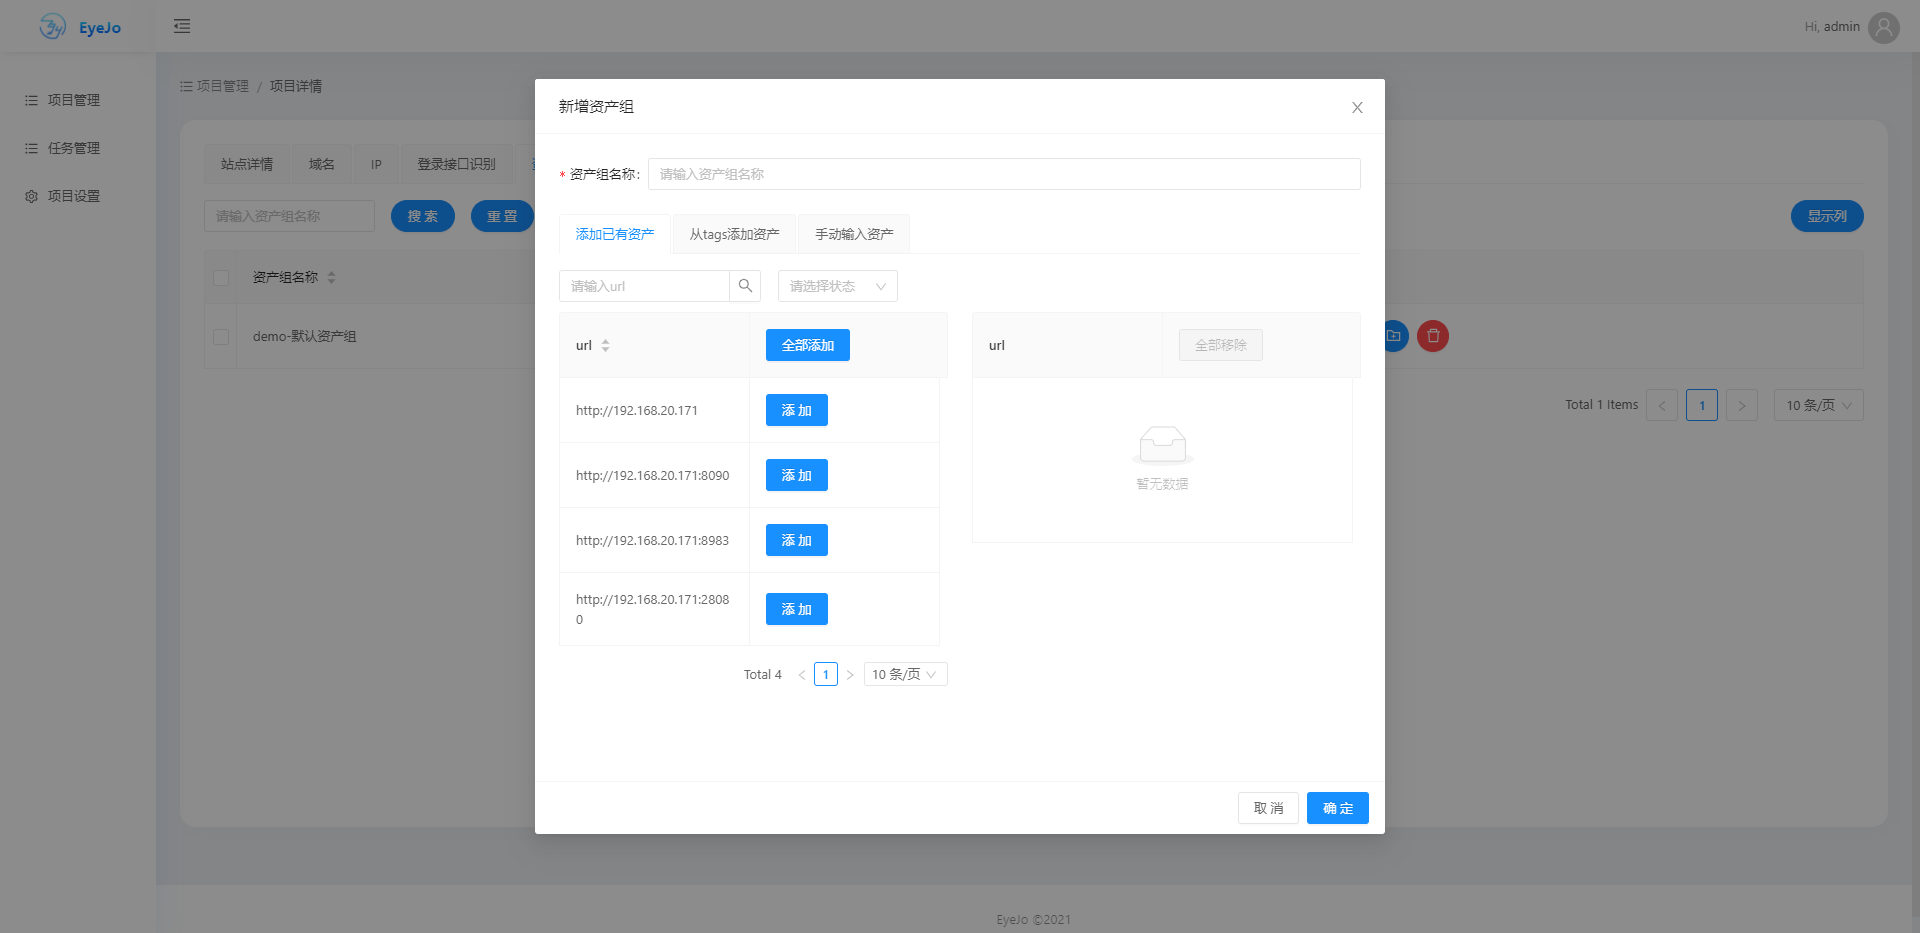 EyeJo
Hi, admin
项目管理
任务管理
项目设置
项目管理 / 项目详情
站点详情
域名
IP
登录接口识别
请输入资产组名称
搜 索
重 置
显示列
资产组名称
demo-默认资产组
Total 1 Items
1
10 条/页
新增资产组
* 资产组名称:
请输入资产组名称
添加已有资产
从tags添加资产
手动输入资产
请输入url
请选择状态
url
全部添加
http://192.168.20.171
添 加
http://192.168.20.171:8090
添 加
http://192.168.20.171:8983
添 加
http://192.168.20.171:2808
0
添 加
Total 4
1
10 条/页
url
全部移除
暂无数据
取 消
确 定
EyeJo ©2021